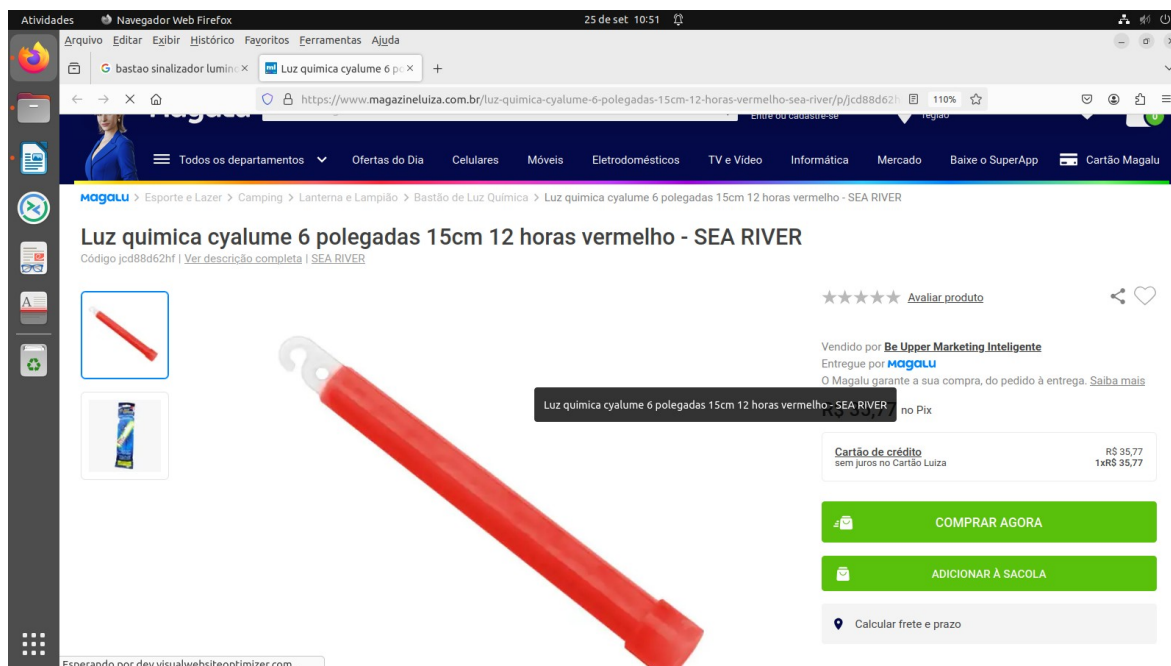 Atividades
Navegador Web Firefox
25 de set 10:51
Arquivo Editar Exibir Histórico Favoritos Ferramentas Ajuda
G bastao sinalizador lumino
Luz quimica cyalume 6 po
https://www.magazineluiza.com.br/luz-quimica-cyalume-6-polegadas-15cm-12-horas-vermelho-sea-river/p/jcd88d62h
110%
Entre ou cadastre-se
região
0
Todos os departamentos
Ofertas do Dia
Celulares
Móveis
Eletrodomésticos
TV e Vídeo
Informática
Mercado
Baixe o SuperApp
Cartão Magalu
Magalu > Esporte e Lazer > Camping > Lanterna e Lampião > Bastão de Luz Química > Luz quimica cyalume 6 polegadas 15cm 12 horas vermelho - SEA RIVER
Luz quimica cyalume 6 polegadas 15cm 12 horas vermelho - SEA RIVER
Código jcd88d62hf | Ver descrição completa | SEA RIVER
Avaliar produto
Vendido por Be Upper Marketing Inteligente
Entregue por Magalu
O Magalu garante a sua compra, do pedido à entrega. Saiba mais
Luz quimica cyalume 6 polegadas 15cm 12 horas vermelho - SEA RIVER
no Pix
Cartão de crédito
sem juros no Cartão Luiza
R$ 35,77
1xR$ 35,77
COMPRAR AGORA
ADICIONAR À SACOLA
Calcular frete e prazo
Esperando por dev.visualwebsiteoptimizer.com